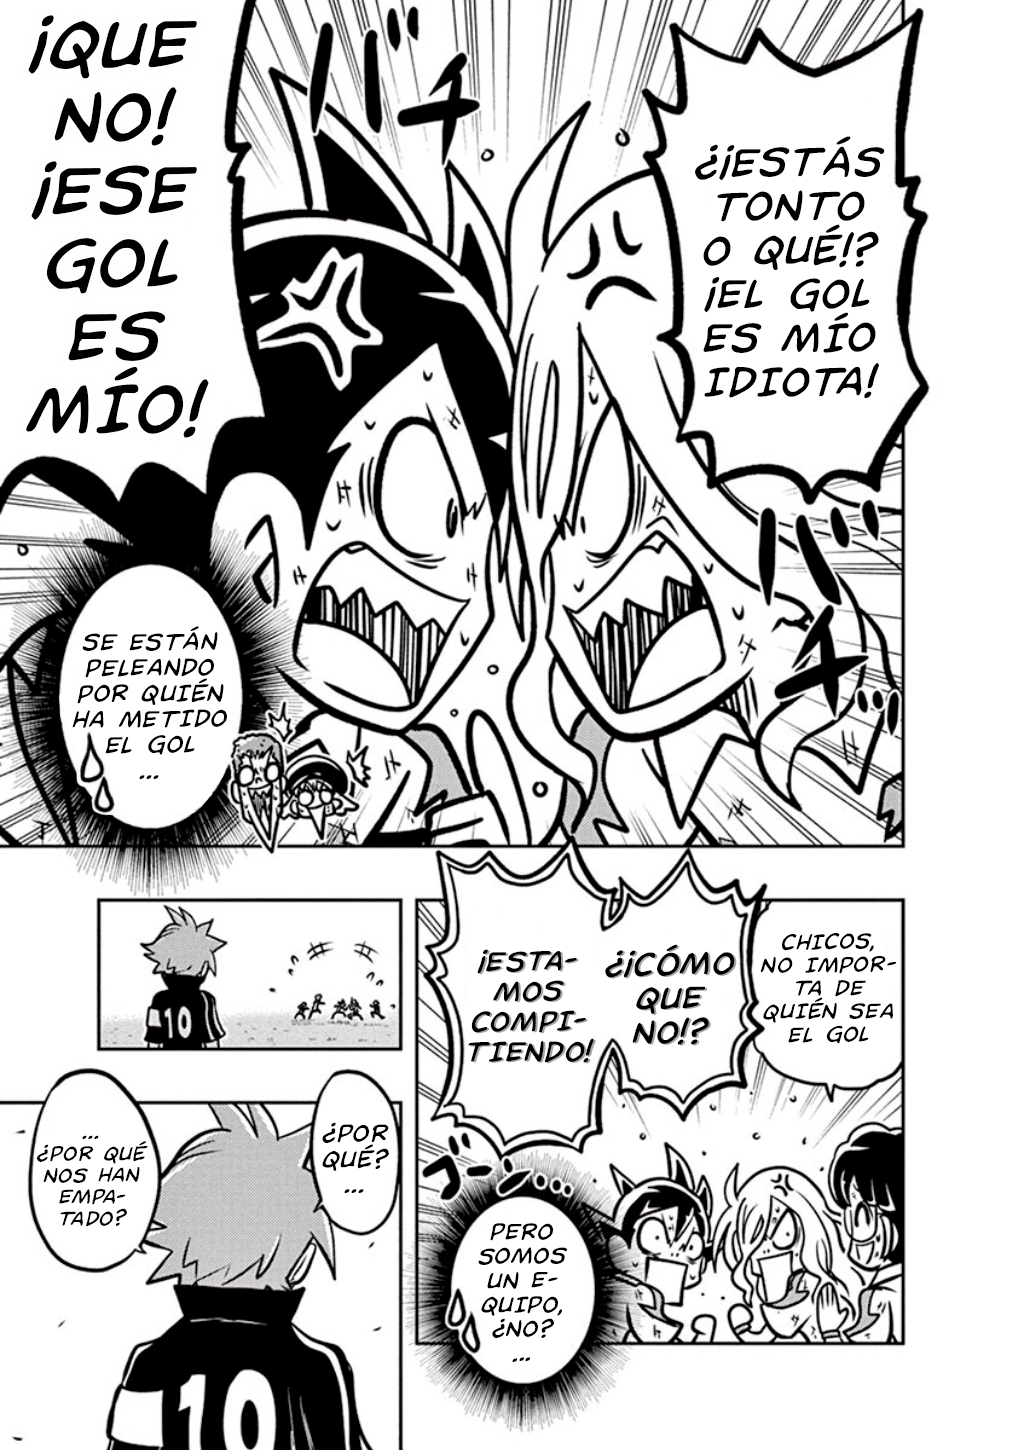 ¿¡ESTÁS
TONTO
O QUÉ!?
¡EL GOL
ES MÍO
IDIOTA!
¡QUE
NO!
¡ESE
GOL
ES
MÍO!
SE ESTÁN
PELEANDO
POR QUIÉN
HA METIDO
EL GOL
...
CHICOS,
NO IMPOR-
TA DE
QUIÉN SEA
EL GOL
¿¡CÓMO
QUE
NO!?
¡ESTA-
MOS
COMPI-
TIENDO!
PERO
SOMOS
UN E-
QUIPO,
¿NO?
...
10
¿POR
QUÉ?
...
...
¿POR QUÉ
NOS HAN
EMPA-
TADO?
10